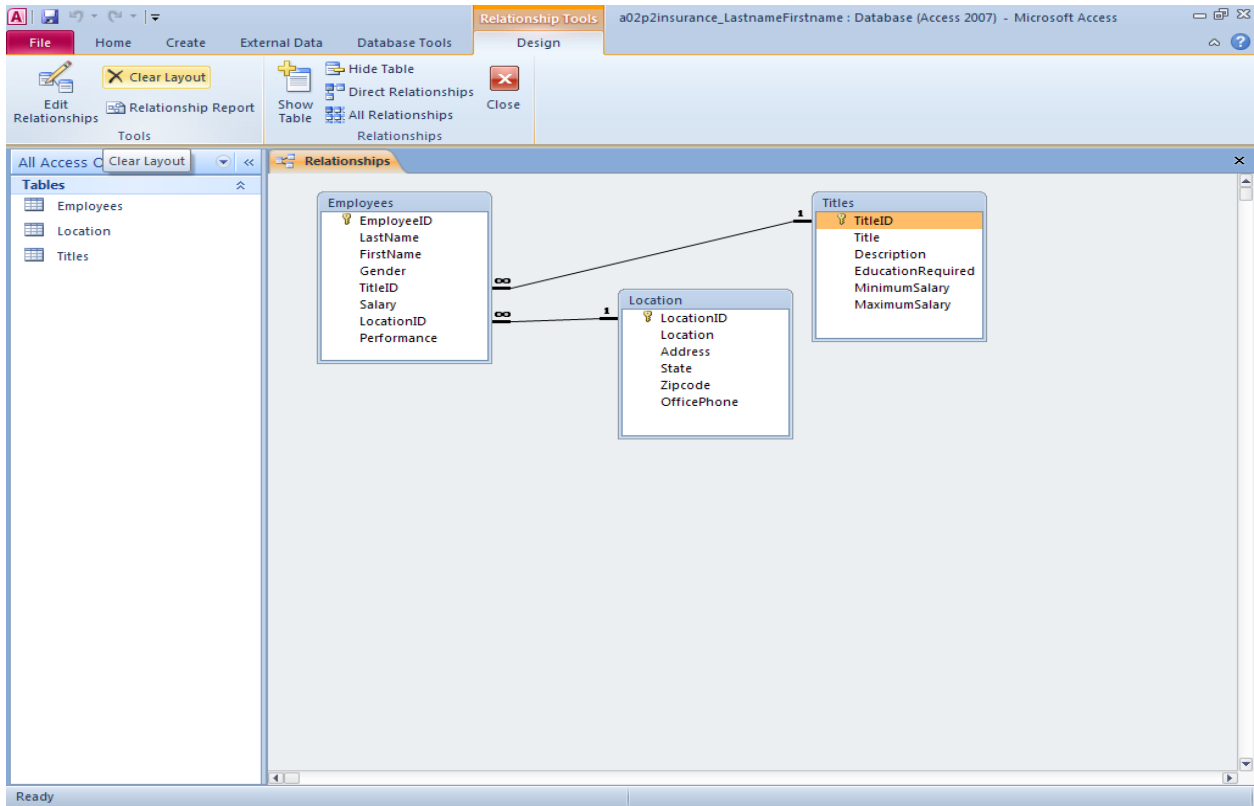 Relationship Tools a02p2insurance_LastnameFirstname : Database (Access 2007) - Microsoft Access
File Home Create External Data Database Tools Design
Edit Relationships
Clear Layout
Relationship Report
Tools
Show Table
Hide Table
Direct Relationships
All Relationships
Close
Relationships
All Access O
Clear Layout
Tables
Employees
Location
Titles
Relationships
Employees
EmployeeID
LastName
FirstName
Gender
TitleID
Salary
LocationID
Performance
∞
1
∞
1
Location
LocationID
Location
Address
State
Zipcode
OfficePhone
Titles
TitleID
Title
Description
EducationRequired
MinimumSalary
MaximumSalary
Ready